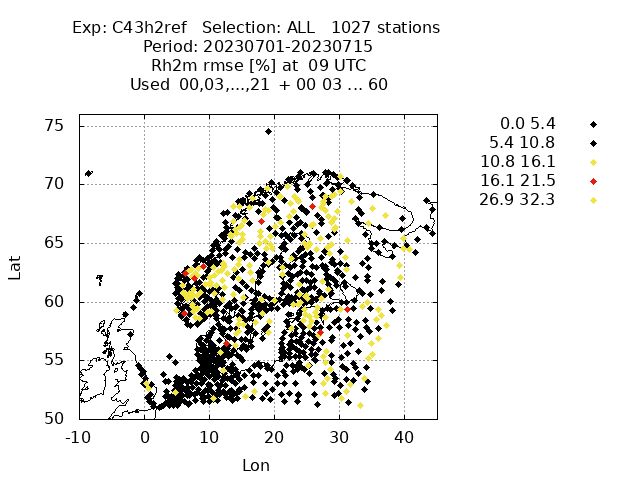 Exp: C43h2ref   Selection: ALL   1027 stations
Period: 20230701-20230715
Rh2m rmse [%] at  09 UTC
Used  00,03,...,21  + 00 03 ... 60
0.0 5.4
5.4 10.8
10.8 16.1
16.1 21.5
26.9 32.3
75
70
65
60
55
50
Lat
-10 0 10 20 30 40
Lon